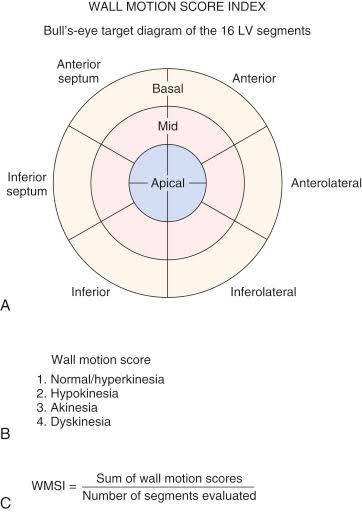 WALL MOTION SCORE INDEX
Bull's-eye target diagram of the 16 LV segments
Anterior
septum
Anterior
Basal
Mid
Inferior
septum
Apical
Anterolateral
Inferior
Inferolateral
A
Wall motion score
1. Normal/hyperkinesia
2. Hypokinesia
3. Akinesia
4. Dyskinesia
B
WMSI = Sum of wall motion scores
Number of segments evaluated
C